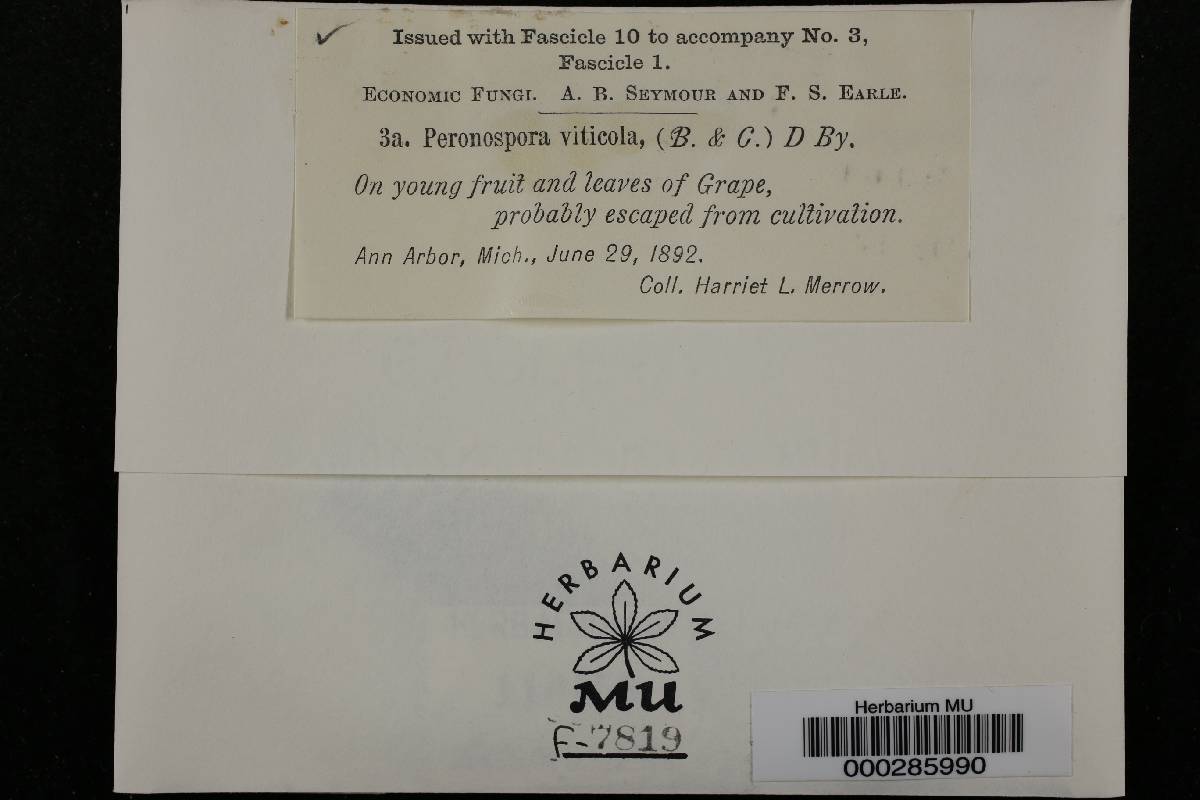 Issued with Fascicle 10 to accompany No. 3,
Fascicle 1.
Economic Fungi. A. B. Seymour and F. S. Earle.
3a. Peronospora viticola, (B. & C.) D By.
On young fruit and leaves of Grape,
probably escaped from cultivation.
Ann Arbor, Mich., June 29, 1892.
Coll. Harriet L. Merrow.
HERBARIUM
MU
F-7819
Herbarium MU
000285990